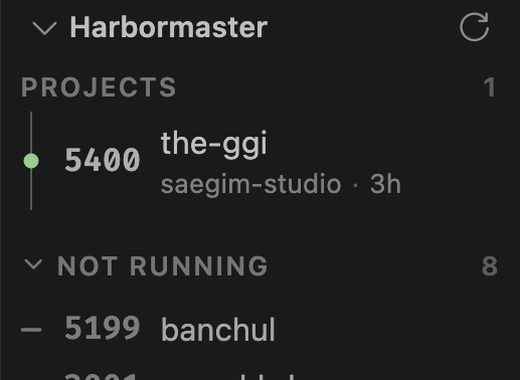 Harbormaster
PROJECTS 1
5400 the-ggi
saegim-studio · 3h
NOT RUNNING 8
5199 banchul